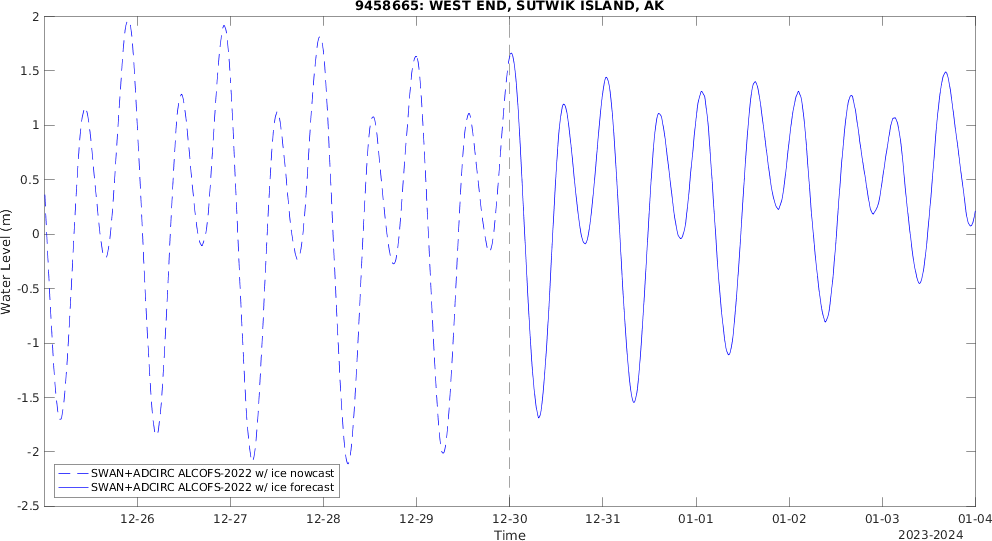 9458665: WEST END, SUTWIK ISLAND, AK
2
1.5
1
0.5
0
-0.5
-1
-1.5
-2
-2.5
Water Level (m)
SWAN+ADCIRC ALCOFS-2022 w/ ice nowcast
SWAN+ADCIRC ALCOFS-2022 w/ ice forecast
12-26 12-27 12-28 12-29 12-30 12-31 01-01 01-02 01-03 01-04
Time
2023-2024